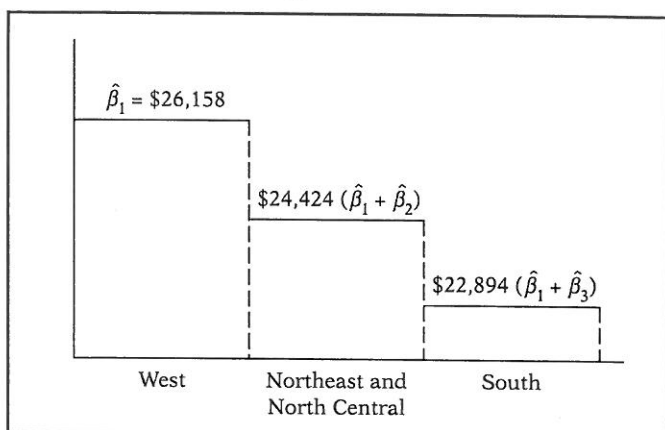 β̂₁ = $26,158
$24,424 (β̂₁ + β̂₂)
$22,894 (β̂₁ + β̂₃)
West
Northeast and
North Central
South